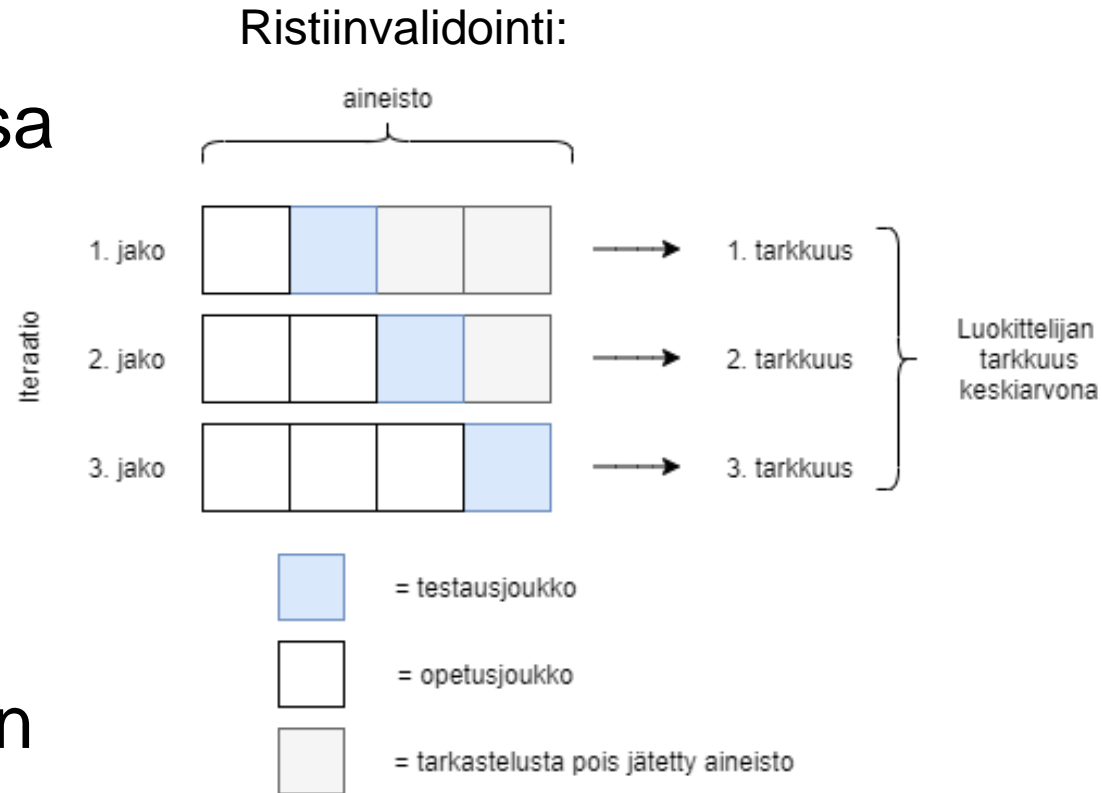 Ristiinvalidointi:
sa
aineisto
1. jako
1. tarkkuus
Iteraatio
2. jako
2. tarkkuus
Luokittelijan
tarkkuus
keskiarvona
3. jako
3. tarkkuus
= testausjoukko
= opetusjoukko
n
= tarkastelusta pois jätetty aineisto